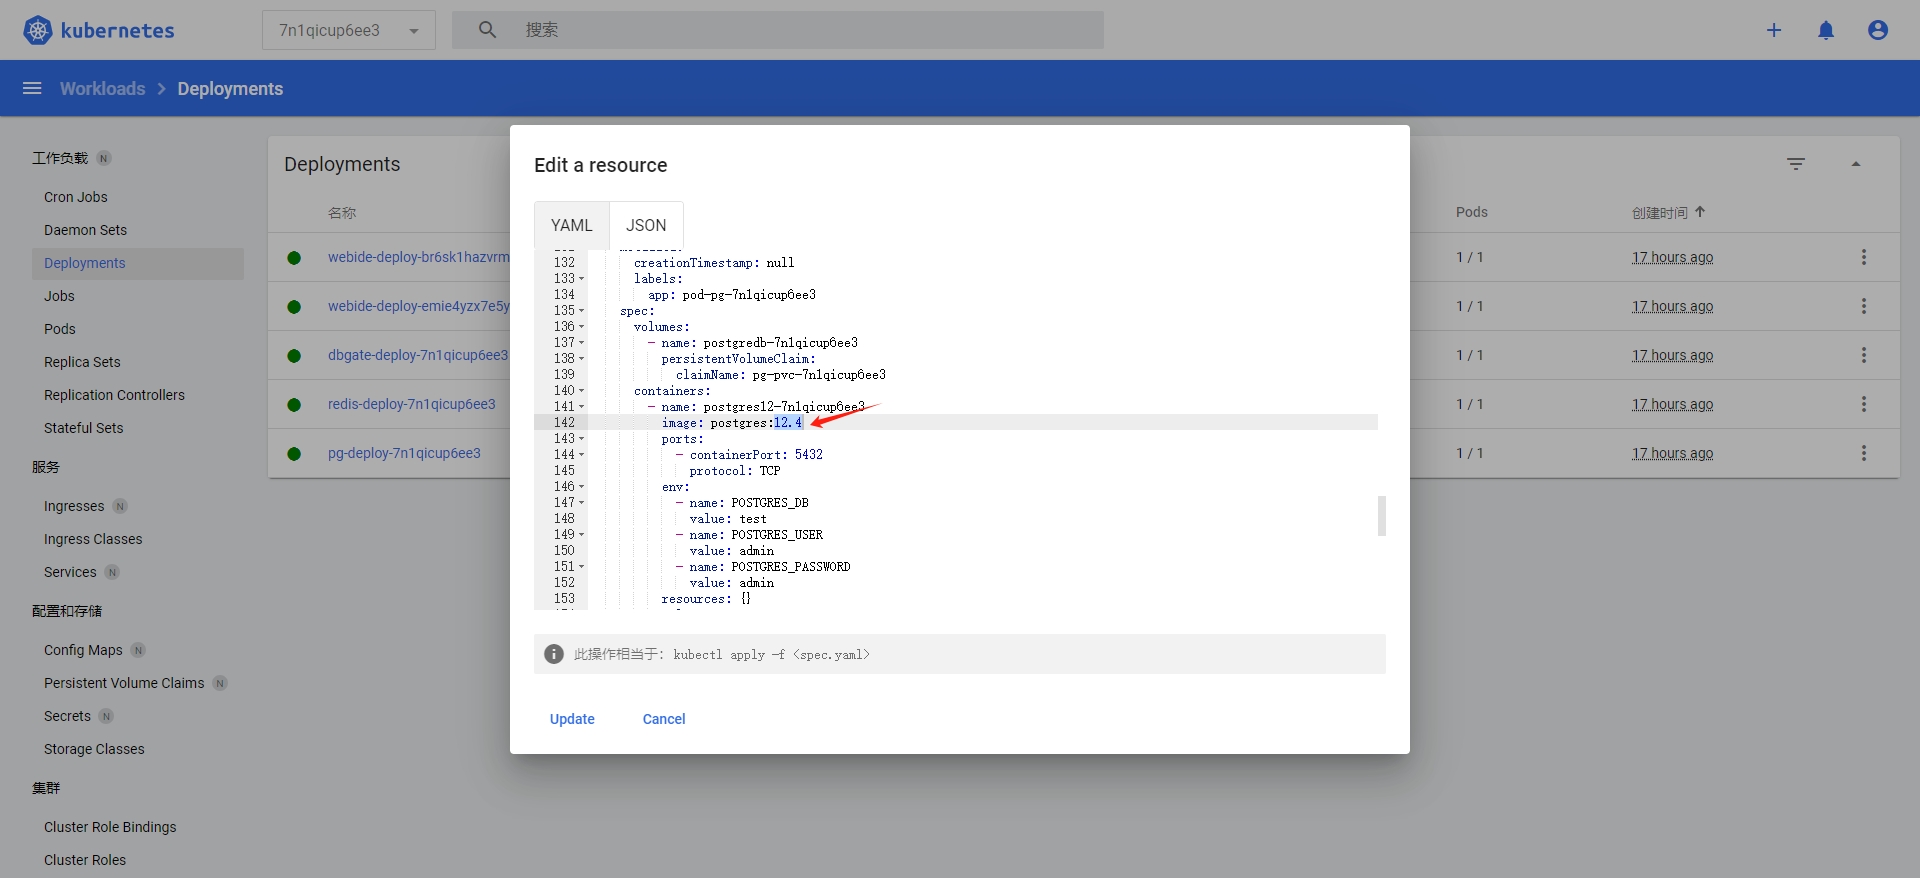 kubernetes
7n1qicup6ee3
搜索
Workloads
Deployments
工作负载 N
Cron Jobs
Daemon Sets
Deployments
Jobs
Pods
Replica Sets
Replication Controllers
Stateful Sets
服务
Ingresses N
Ingress Classes
Services N
配置和存储
Config Maps N
Persistent Volume Claims N
Secrets N
Storage Classes
集群
Cluster Role Bindings
Cluster Roles
Deployments
名称
Pods
创建时间
webide-deploy-br6sk1hazvrm
1 / 1
17 hours ago
webide-deploy-emie4yzx7e5y
1 / 1
17 hours ago
dbgate-deploy-7n1qicup6ee3
1 / 1
17 hours ago
redis-deploy-7n1qicup6ee3
1 / 1
17 hours ago
pg-deploy-7n1qicup6ee3
1 / 1
17 hours ago
Edit a resource
YAML
JSON
132 creationTimestamp: null
133 labels:
134 app: pod-pg-7n1qicup6ee3
135 spec:
136 volumes:
137 - name: postgredb-7n1qicup6ee3
138 persistentVolumeClaim:
139 claimName: pg-pvc-7n1qicup6ee3
140 containers:
141 - name: postgres12-7n1qicup6ee3
142 image: postgres:12.4
143 ports:
144 - containerPort: 5432
145 protocol: TCP
146 env:
147 - name: POSTGRES_DB
148 value: test
149 - name: POSTGRES_USER
150 value: admin
151 - name: POSTGRES_PASSWORD
152 value: admin
153 resources: {}
此操作相当于: kubectl apply -f <spec.yaml>
Update
Cancel